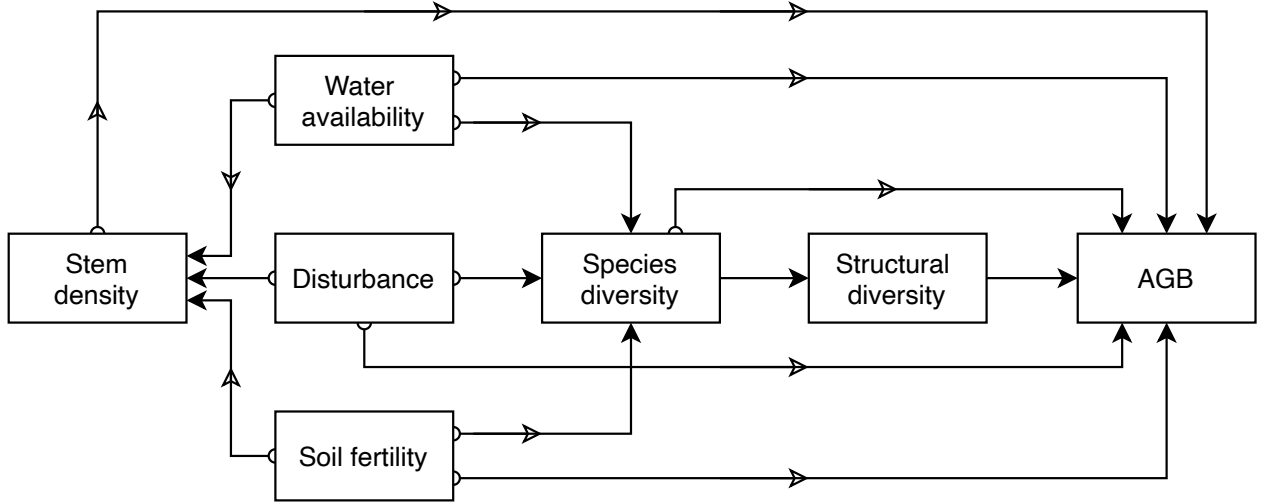 Water
availability
Stem
density
Disturbance
Species
diversity
Structural
diversity
AGB
Soil fertility